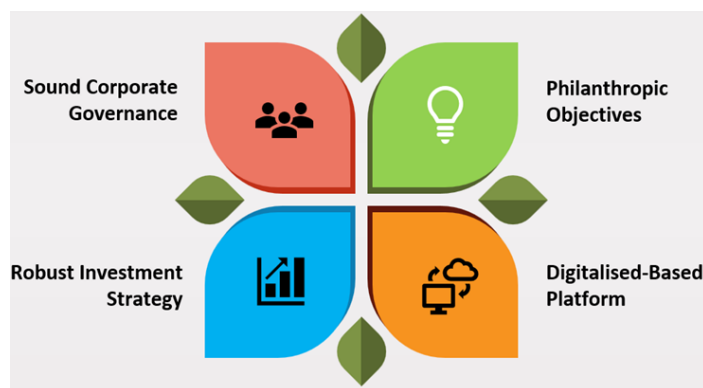 Sound Corporate
Governance
Philanthropic
Objectives
Robust Investment
Strategy
Digitalised-Based
Platform